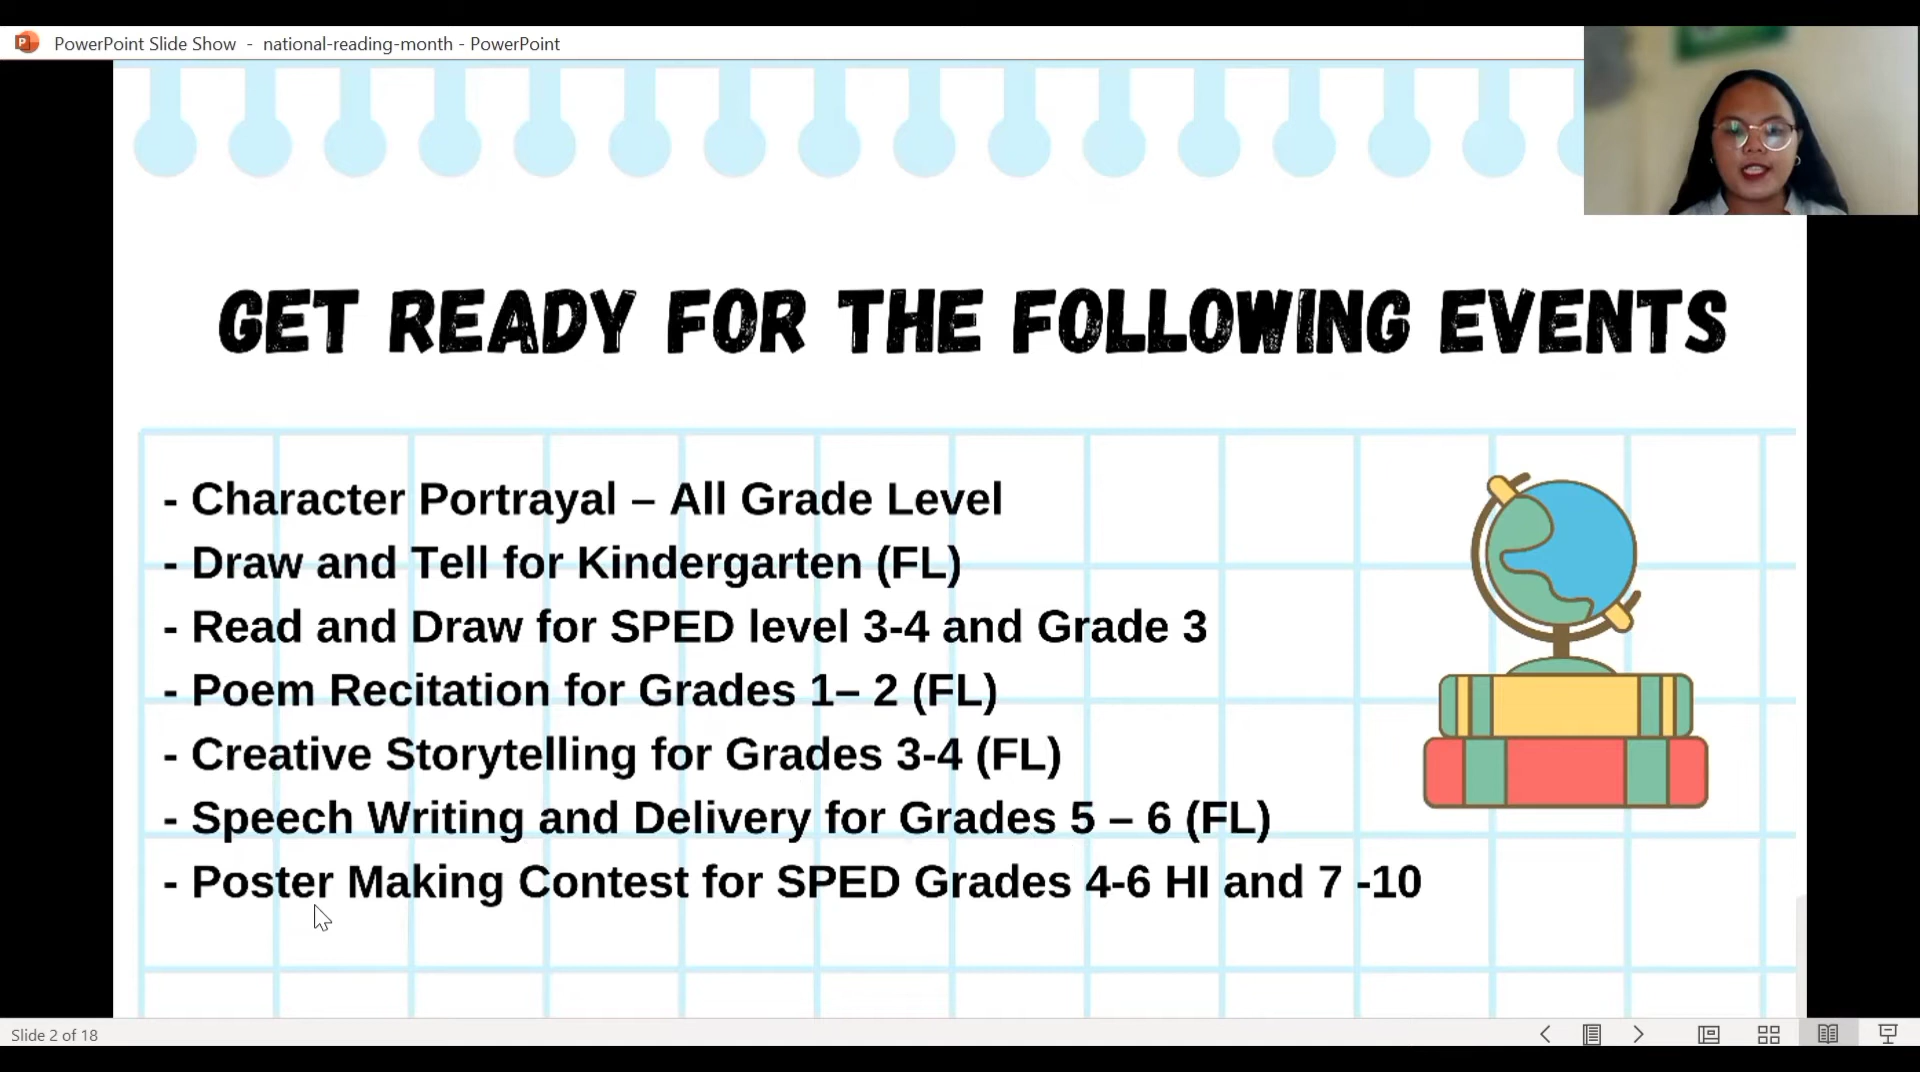 PowerPoint Slide Show - national-reading-month - PowerPoint
GET READY FOR THE FOLLOWING EVENTS
- Character Portrayal – All Grade Level
- Draw and Tell for Kindergarten (FL)
- Read and Draw for SPED level 3-4 and Grade 3
- Poem Recitation for Grades 1– 2 (FL)
- Creative Storytelling for Grades 3-4 (FL)
- Speech Writing and Delivery for Grades 5 – 6 (FL)
- Poster Making Contest for SPED Grades 4-6 HI and 7 -10
Slide 2 of 18